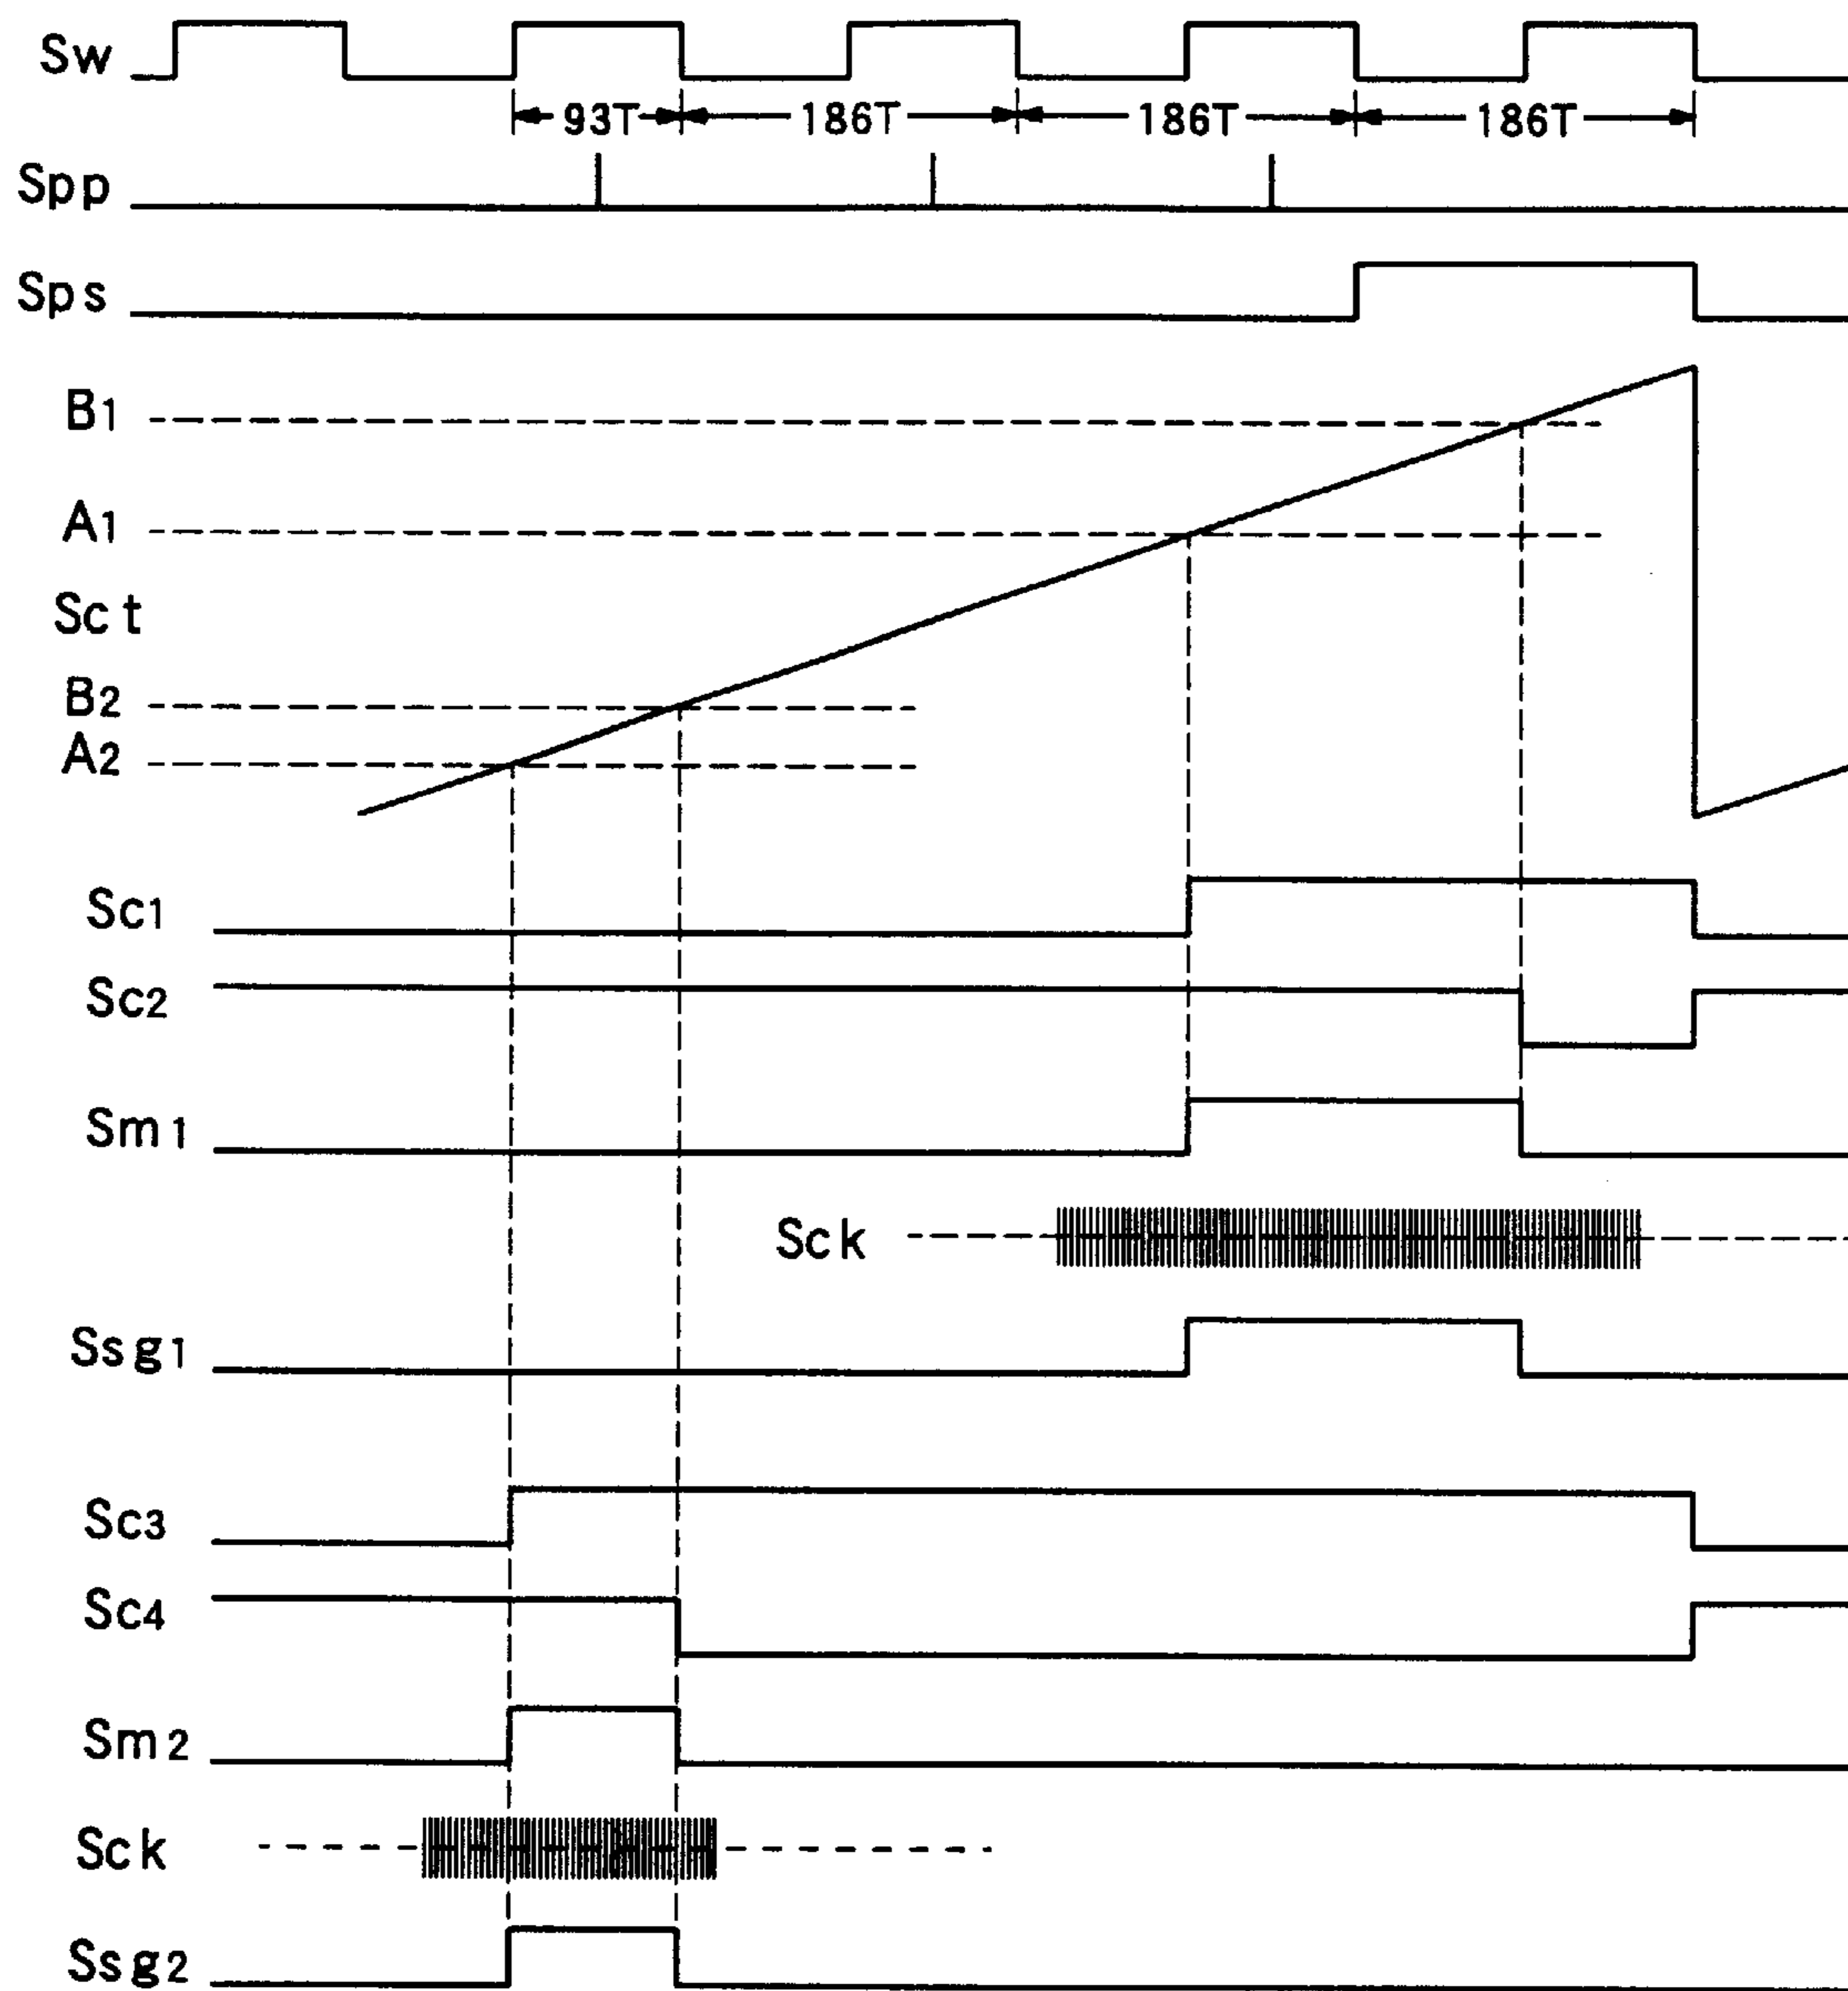 Sw
93T 186T 186T 186T
Spp
Sps
B1
A1
Sct
B2
A2
Sc1
Sc2
Sm1
Sck
Ssg1
Sc3
Sc4
Sm2
Sck
Ssg2